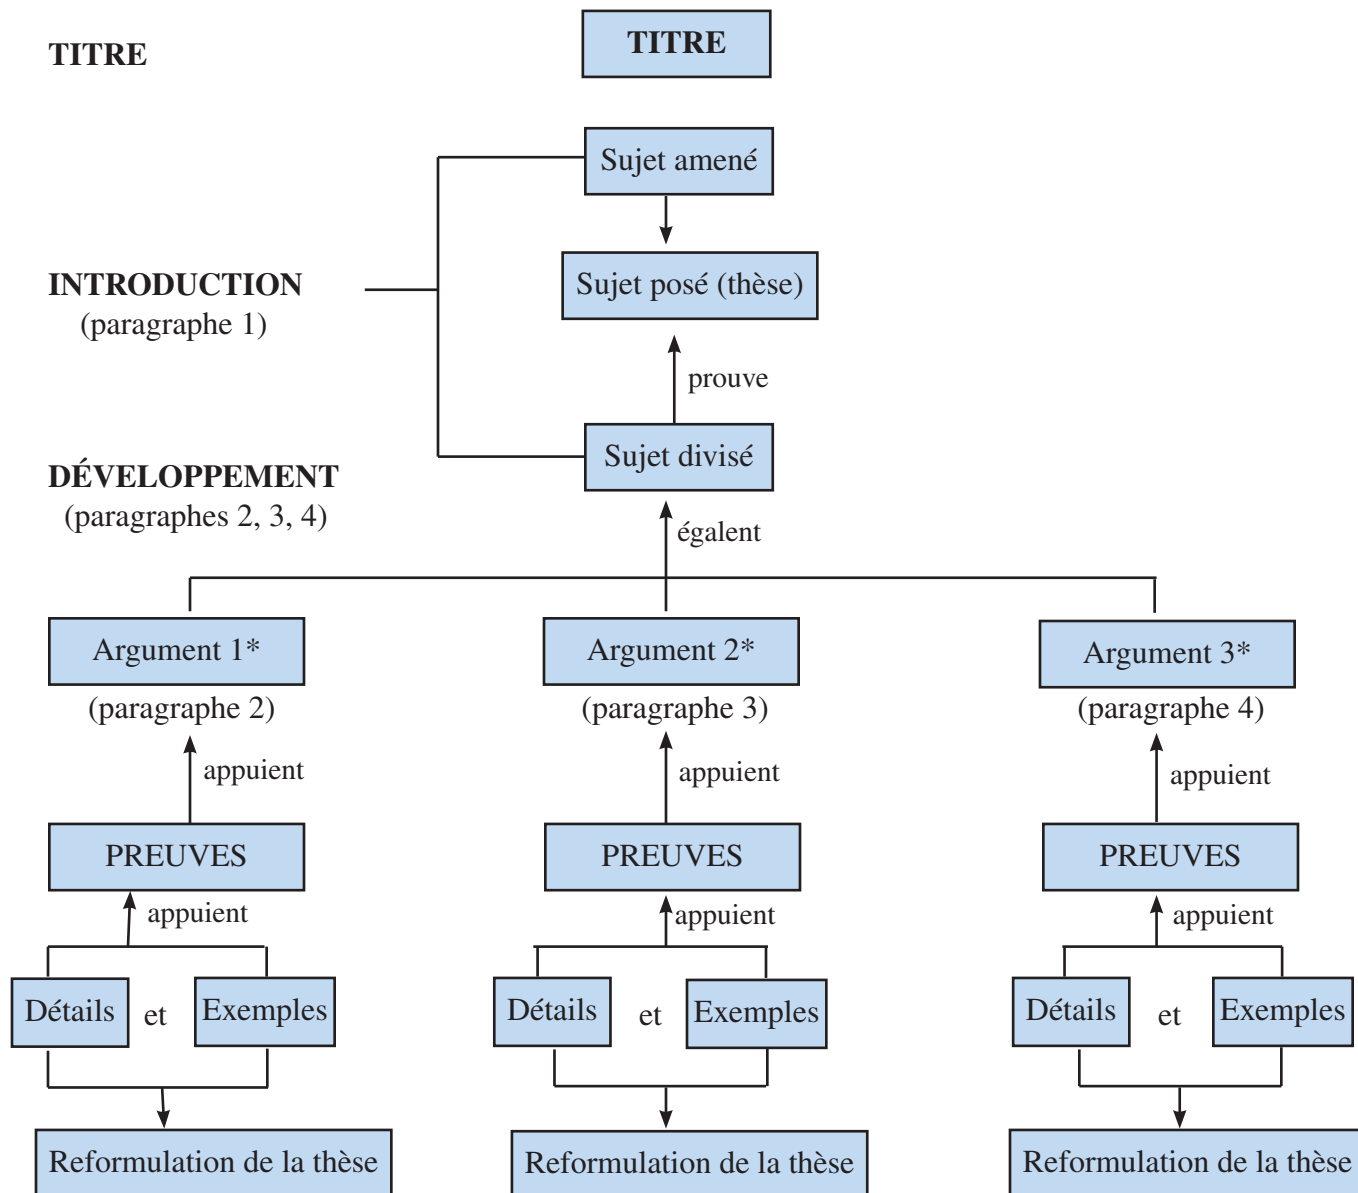 TITRE
TITRE
Sujet amené
INTRODUCTION
(paragraphe 1)
Sujet posé (thèse)
prouve
Sujet divisé
DÉVELOPPEMENT
(paragraphes 2, 3, 4)
égalent
Argument 1* Argument 2* Argument 3*
(paragraphe 2) (paragraphe 3) (paragraphe 4)
appuient appuient appuient
PREUVES PREUVES PREUVES
appuient appuient appuient
Détails et Exemples Détails et Exemples Détails et Exemples
Reformulation de la thèse Reformulation de la thèse Reformulation de la thèse